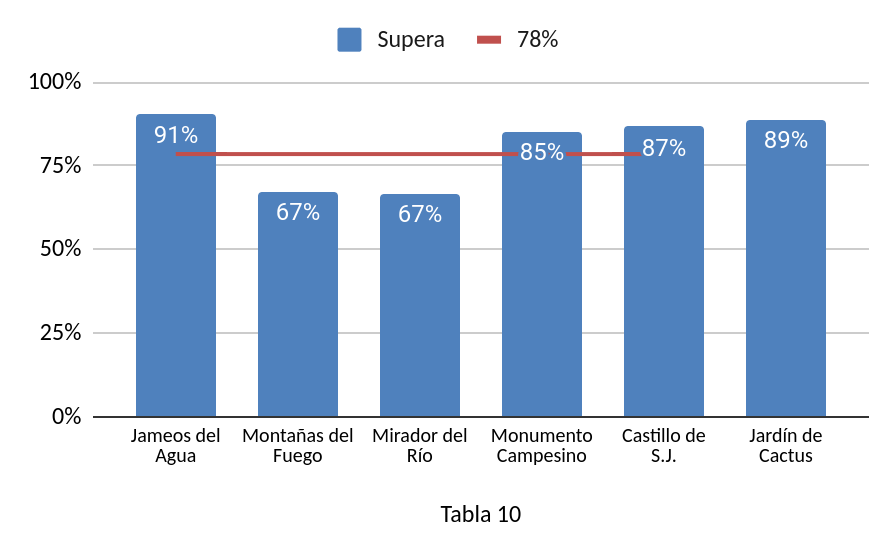 Supera 78%
100%
75%
50%
25%
0%
91%
67%
67%
85%
87%
89%
Jameos del
Agua
Montañas del
Fuego
Mirador del
Río
Monumento
Campesino
Castillo de
S.J.
Jardín de
Cactus
Tabla 10